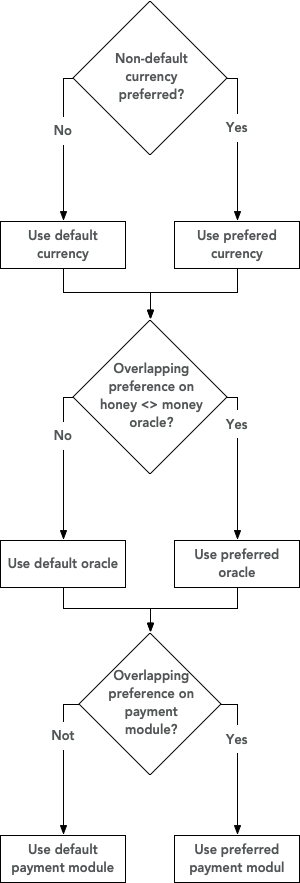 Non-default
currency
preferred?
No
Yes
Use default
currency
Use prefered
currency
Overlapping
preference on
honey <> money
oracle?
No
Yes
Use default oracle
Use preferred
oracle
Overlapping
preference on
payment
module?
Not
Yes
Use default
payment module
Use preferred
payment modul